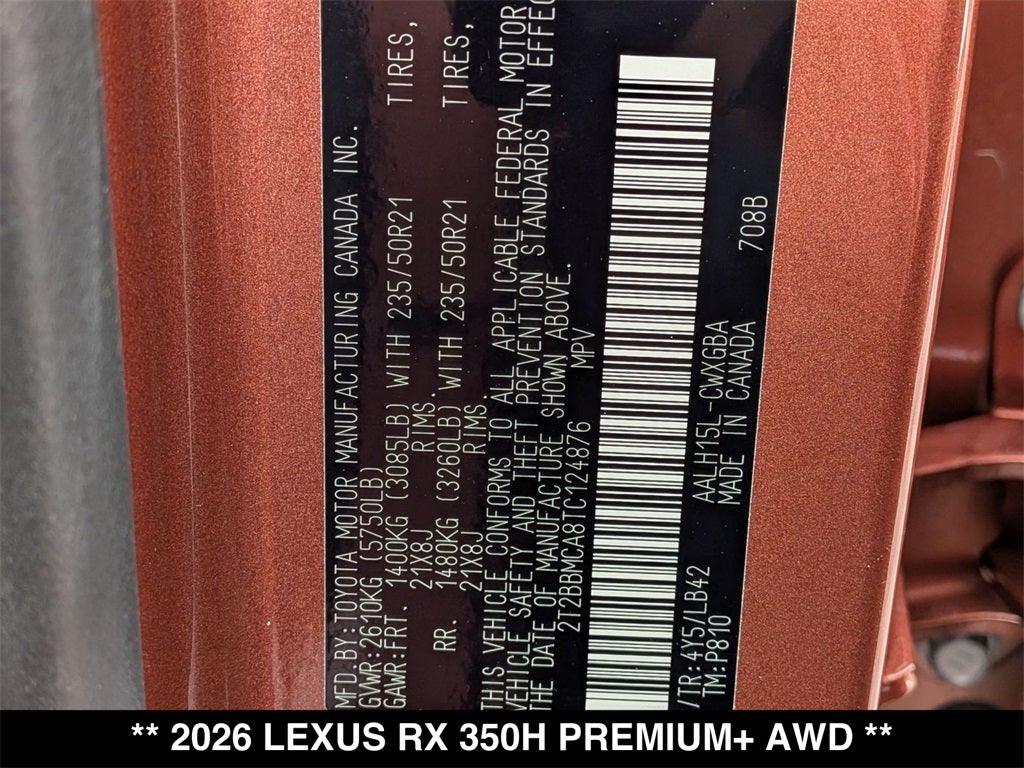 MFD.BY:TOYOTA MOTOR MANUFACTURING CANADA INC.
GVWR:2610KG (5750LB)
GAWR:FRT. 1400KG (3085LB) WITH 235/50R21 TIRES,
21X8J RIMS.
RR. 1480KG (3260LB) WITH 235/50R21 TIRES,
21X8J RIMS.
THIS VEHICLE CONFORMS TO ALL APPLICABLE FEDERAL MOTOR
VEHICLE SAFETY AND THEFT PREVENTION STANDARDS IN EFFEC
THE DATE OF MANUFACTURE SHOWN ABOVE.
2T2BBMCA8TC124876 MPV
708B
/TR:4Y5/LB42 AALH15L-CWXGBA
TM:P810 MADE IN CANADA
** 2026 LEXUS RX 350H PREMIUM+ AWD **